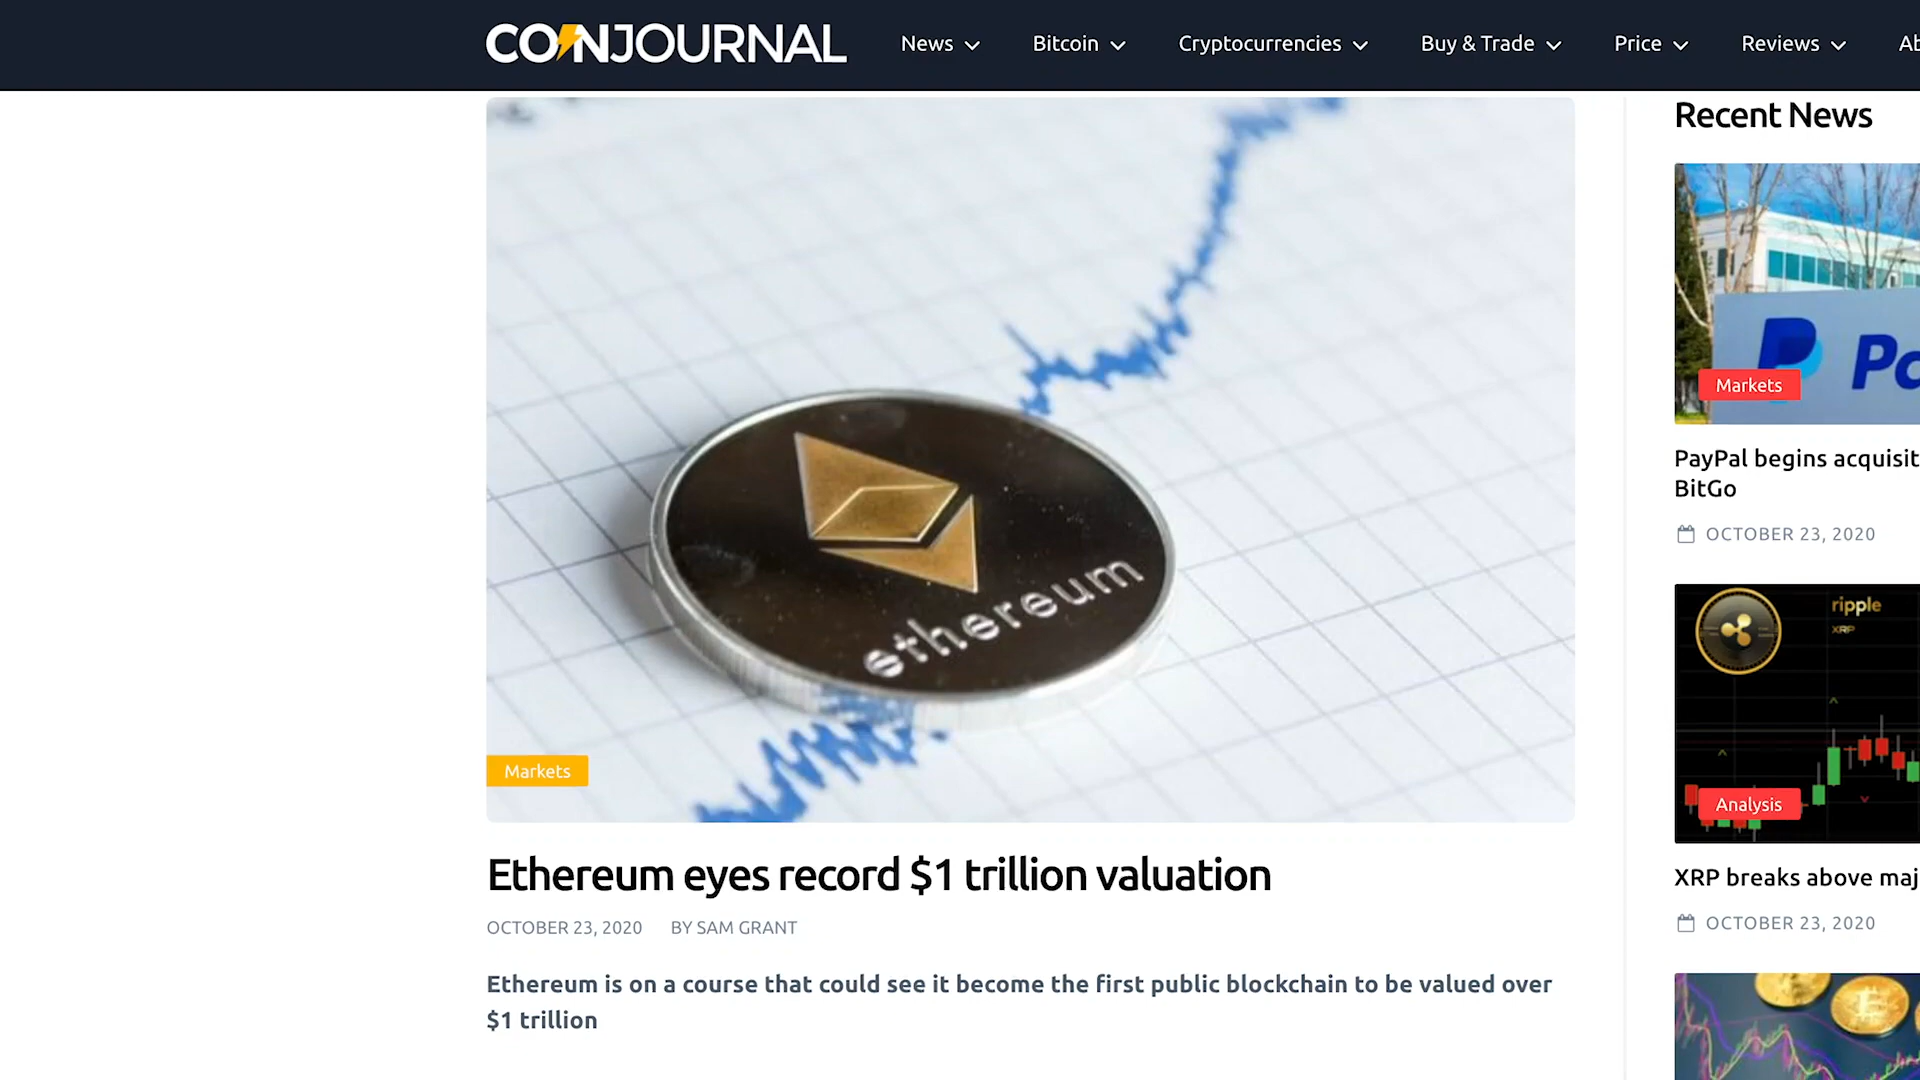 COINJOURNAL
News
Bitcoin
Cryptocurrencies
Buy & Trade
Price
Reviews
ethereum
Markets
Ethereum eyes record $1 trillion valuation
OCTOBER 23, 2020 BY SAM GRANT
Ethereum is on a course that could see it become the first public blockchain to be valued over
$1 trillion
Recent News
Markets
PayPal begins acquisit
BitGo
OCTOBER 23, 2020
ripple
XRP
Analysis
XRP breaks above maj
OCTOBER 23, 2020